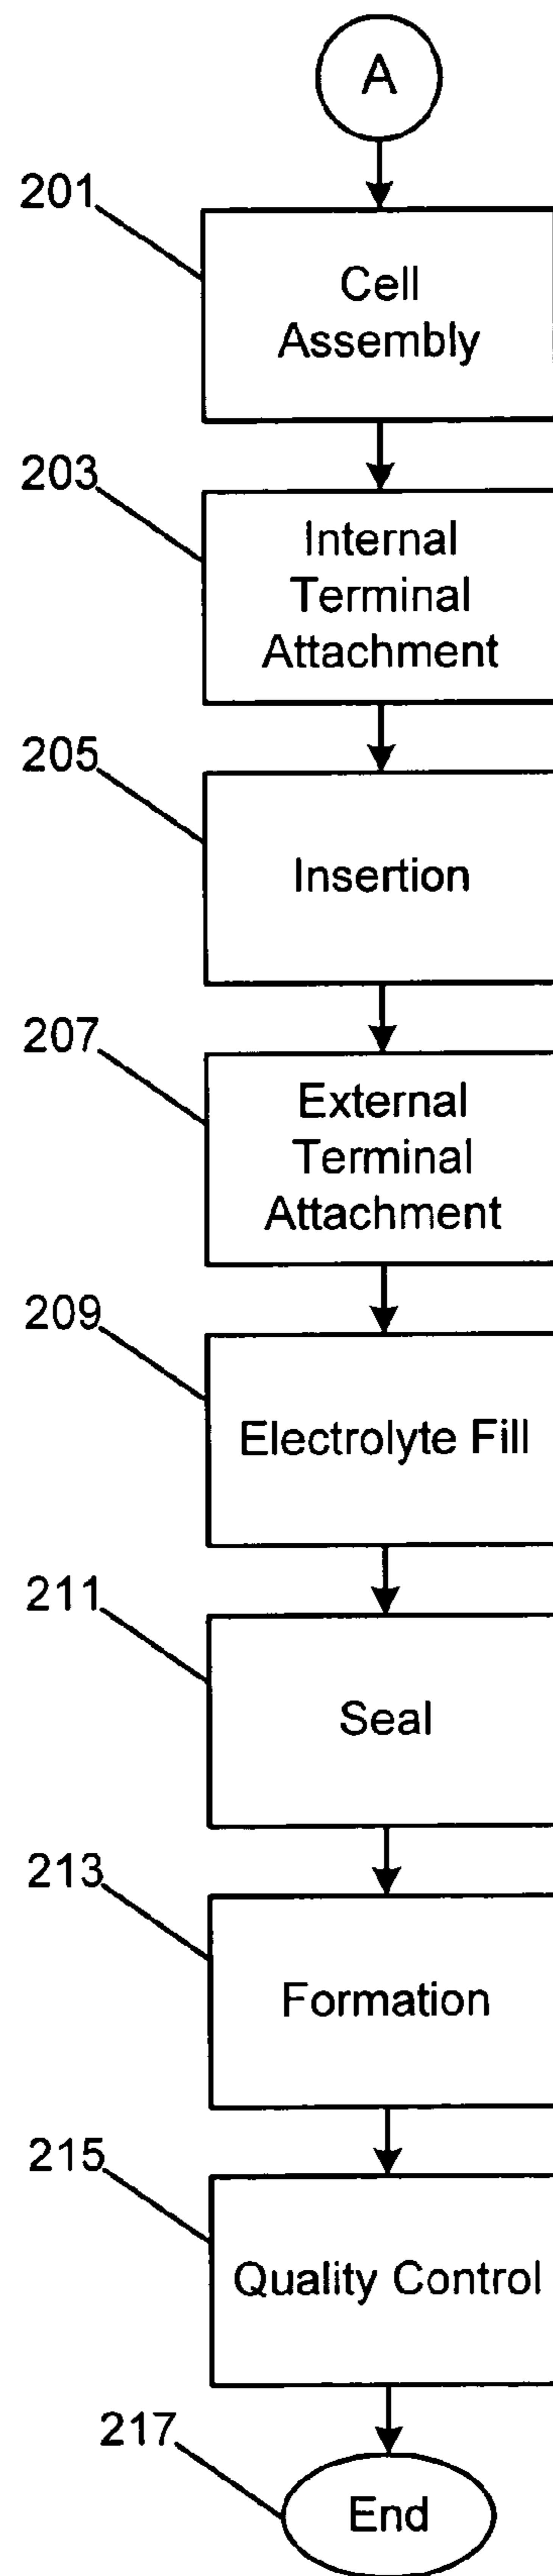 A
201
Cell
Assembly
203
Internal
Terminal
Attachment
205
Insertion
207
External
Terminal
Attachment
209
Electrolyte Fill
211
Seal
213
Formation
215
Quality Control
217
End